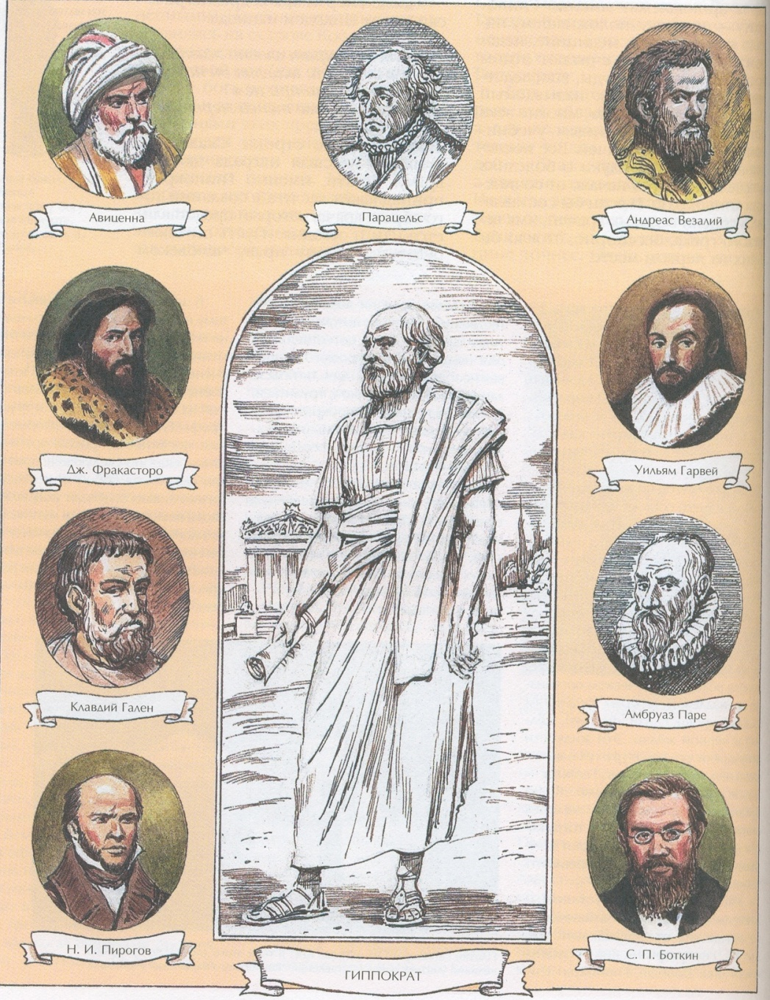 Авиценна
Парацельс
Андреас Везалий
Дж. Фракасторо
Уильям Гарвей
Клавдий Гален
Амбруаз Паре
Н. И. Пирогов
С. П. Боткин
ГИППОКРАТ